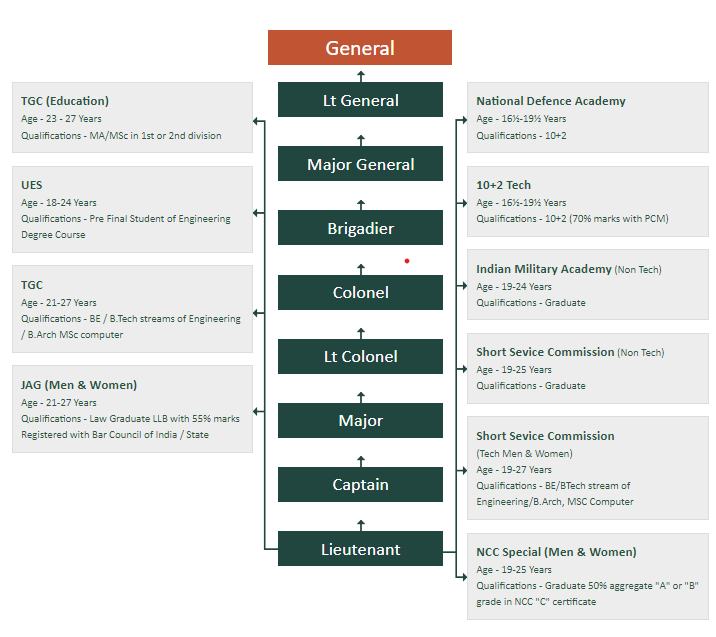 General
Lt General
Major General
Brigadier
Colonel
Lt Colonel
Major
Captain
Lieutenant
TGC (Education)
Age - 23 - 27 Years
Qualifications - MA/MSc in 1st or 2nd division
UES
Age - 18-24 Years
Qualifications - Pre Final Student of Engineering
Degree Course
TGC
Age - 21-27 Years
Qualifications - BE / B.Tech streams of Engineering
/ B.Arch MSc computer
JAG (Men & Women)
Age - 21-27 Years
Qualifications - Law Graduate LLB with 55% marks
Registered with Bar Council of India / State
National Defence Academy
Age - 16½-19½ Years
Qualifications - 10+2
10+2 Tech
Age - 16½-19½ Years
Qualifications - 10+2 (70% marks with PCM)
Indian Military Academy (Non Tech)
Age - 19-24 Years
Qualifications - Graduate
Short Sevice Commission (Non Tech)
Age - 19-25 Years
Qualifications - Graduate
Short Sevice Commission
(Tech Men & Women)
Age - 19-27 Years
Qualifications - BE/BTech stream of
Engineering/B.Arch, MSC Computer
NCC Special (Men & Women)
Age - 19-25 Years
Qualifications - Graduate 50% aggregate "A" or "B"
grade in NCC "C" certificate